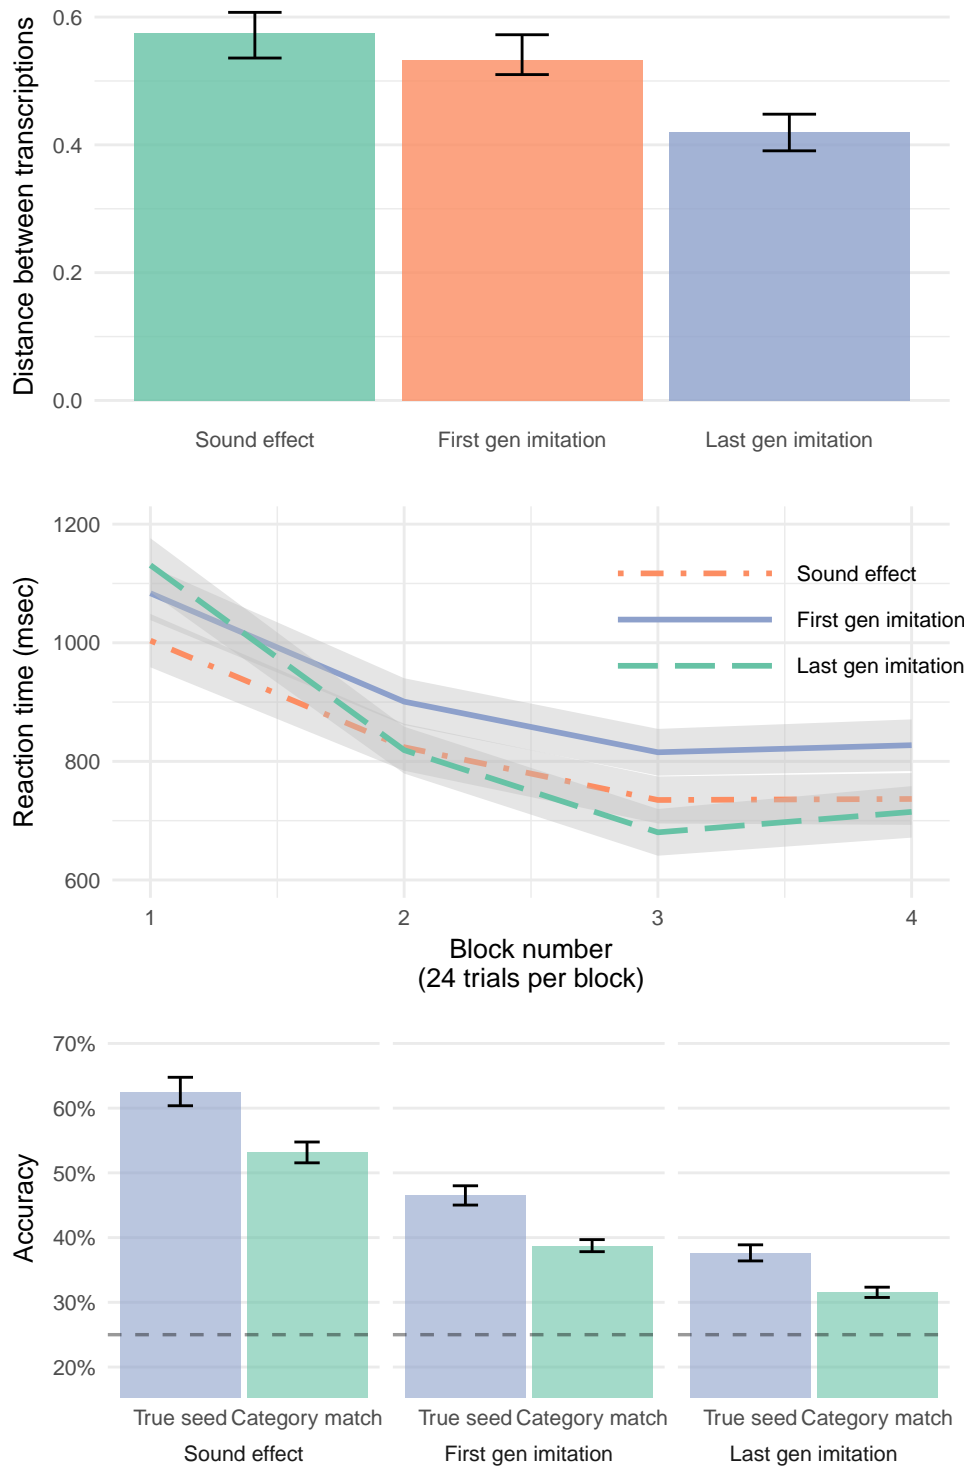 Distance between transcriptions
0.6
0.4
0.2
0.0
Sound effect
First gen imitation
Last gen imitation
Reaction time (msec)
1200
1000
800
600
Sound effect
First gen imitation
Last gen imitation
1
2
3
4
Block number
(24 trials per block)
Accuracy
70%
60%
50%
40%
30%
20%
True seed Category match
True seed Category match
True seed Category match
Sound effect
First gen imitation
Last gen imitation